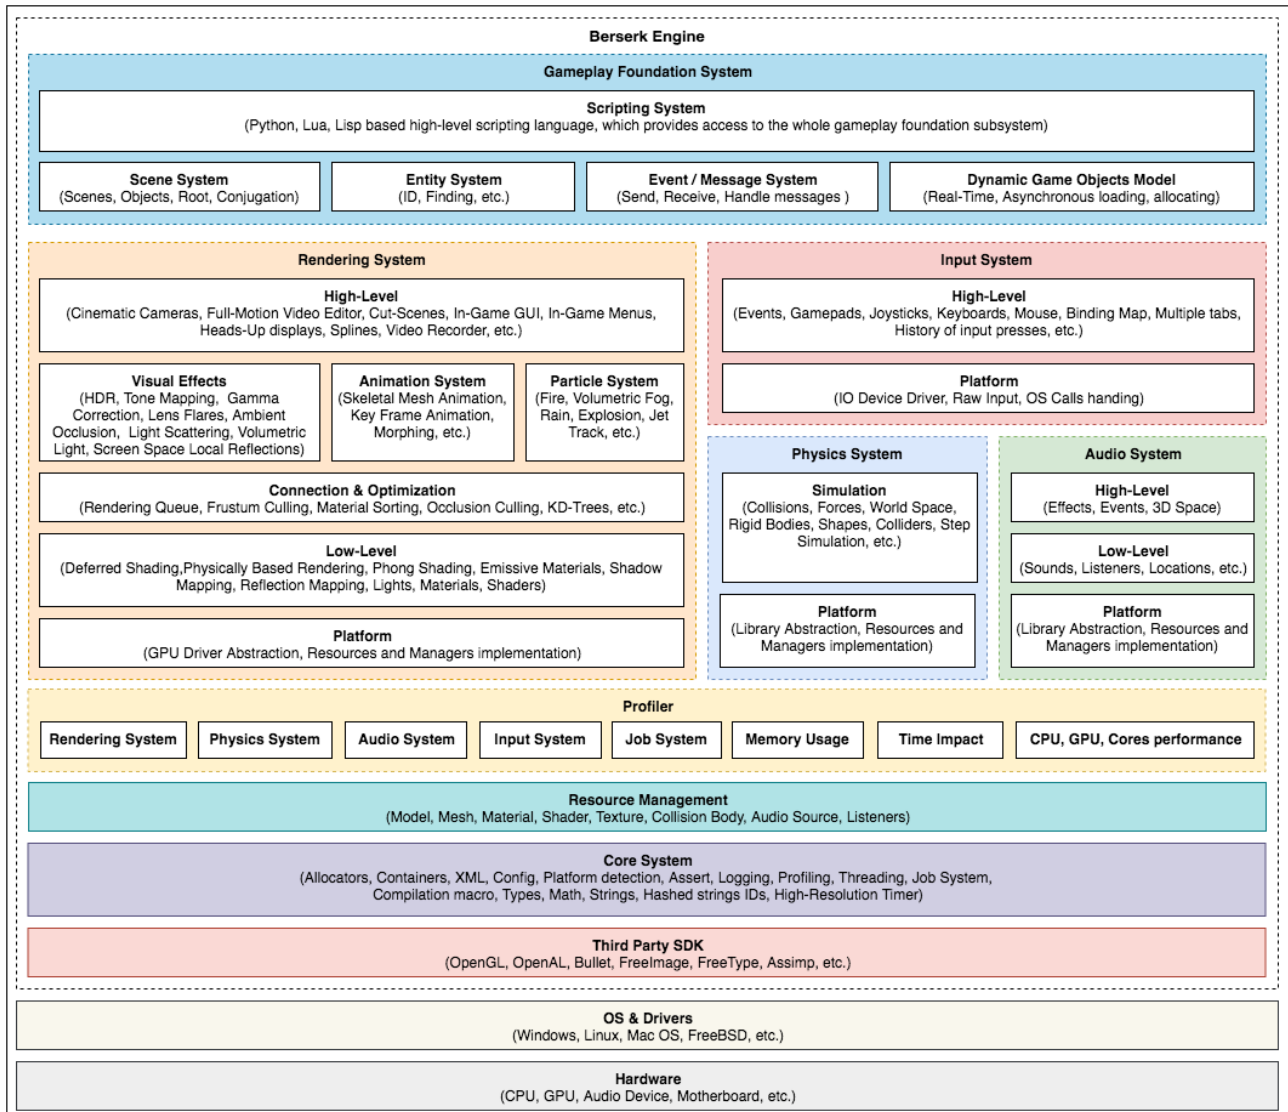 Berserk Engine
Gameplay Foundation System
Scripting System
(Python, Lua, Lisp based high-level scripting language, which provides access to the whole gameplay foundation subsystem)
Scene System
(Scenes, Objects, Root, Conjugation)
Entity System
(ID, Finding, etc.)
Event / Message System
(Send, Receive, Handle messages )
Dynamic Game Objects Model
(Real-Time, Asynchronous loading, allocating)
Rendering System
High-Level
(Cinematic Cameras, Full-Motion Video Editor, Cut-Scenes, In-Game GUI, In-Game Menus,
Heads-Up displays, Splines, Video Recorder, etc.)
Visual Effects
(HDR, Tone Mapping, Gamma
Correction, Lens Flares, Ambient
Occlusion, Light Scattering, Volumetric
Light, Screen Space Local Reflections)
Animation System
(Skeletal Mesh Animation,
Key Frame Animation,
Morphing, etc.)
Particle System
(Fire, Volumetric Fog,
Rain, Explosion, Jet
Track, etc.)
Connection & Optimization
(Rendering Queue, Frustum Culling, Material Sorting, Occlusion Culling, KD-Trees, etc.)
Low-Level
(Deferred Shading,Physically Based Rendering, Phong Shading, Emissive Materials, Shadow
Mapping, Reflection Mapping, Lights, Materials, Shaders)
Platform
(GPU Driver Abstraction, Resources and Managers implementation)
Input System
High-Level
(Events, Gamepads, Joysticks, Keyboards, Mouse, Binding Map, Multiple tabs,
History of input presses, etc.)
Platform
(IO Device Driver, Raw Input, OS Calls handing)
Physics System
Simulation
(Collisions, Forces, World Space,
Rigid Bodies, Shapes, Colliders, Step
Simulation, etc.)
Platform
(Library Abstraction, Resources and
Managers implementation)
Audio System
High-Level
(Effects, Events, 3D Space)
Low-Level
(Sounds, Listeners, Locations, etc.)
Platform
(Library Abstraction, Resources and
Managers implementation)
Profiler
Rendering System
Physics System
Audio System
Input System
Job System
Memory Usage
Time Impact
CPU, GPU, Cores performance
Resource Management
(Model, Mesh, Material, Shader, Texture, Collision Body, Audio Source, Listeners)
Core System
(Allocators, Containers, XML, Config, Platform detection, Assert, Logging, Profiling, Threading, Job System,
Compilation macro, Types, Math, Strings, Hashed strings IDs, High-Resolution Timer)
Third Party SDK
(OpenGL, OpenAL, Bullet, FreeImage, FreeType, Assimp, etc.)
OS & Drivers
(Windows, Linux, Mac OS, FreeBSD, etc.)
Hardware
(CPU, GPU, Audio Device, Motherboard, etc.)